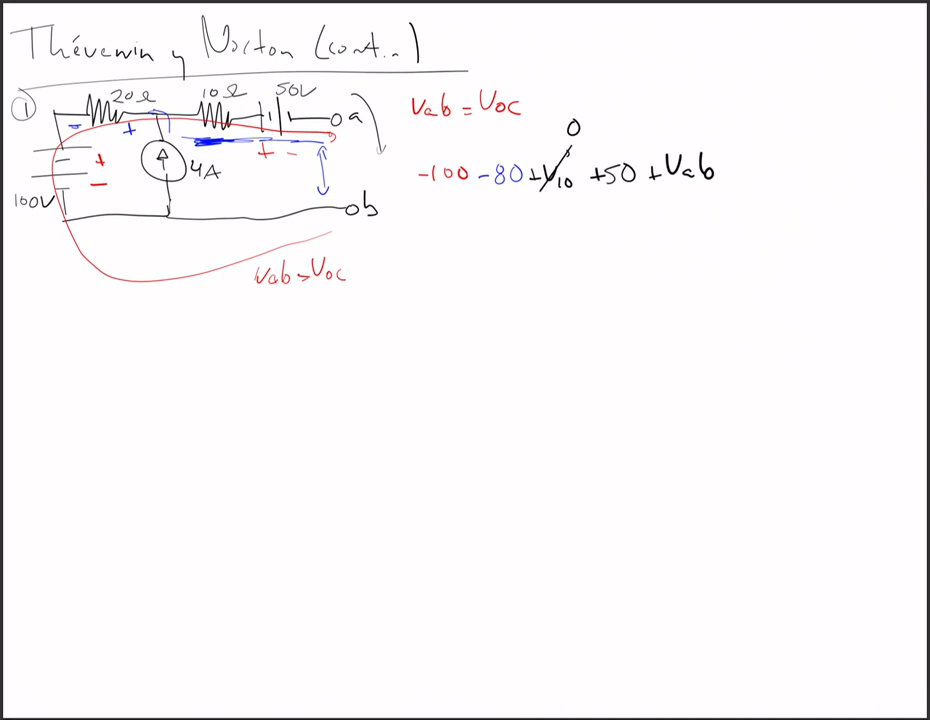 Thévenin y Norton (cont..)
① 20Ω 10Ω 50V
a
- +
+ -
+
-
4A
100V
b
Vab = Voc
Vab = Voc
0
-100 -80 +V10 +50 +Vab